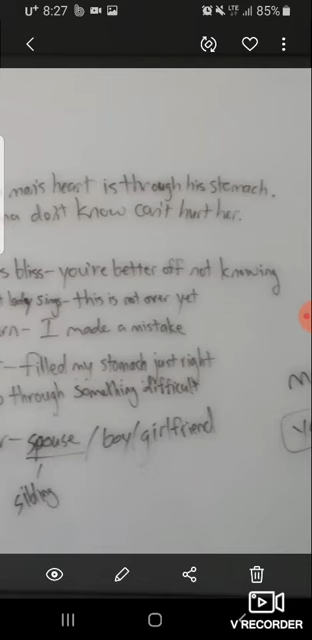 U+ 8:27 LTE 85%
man's heart is through his stomach.
na don't know can't hurt her.
s bliss - you're better off not knowing
t lady sings - this is not over yet
rn - I made a mistake
- filled my stomach just right
through something difficult
r - spouse / boy/girlfriend
sibling
V RECORDER